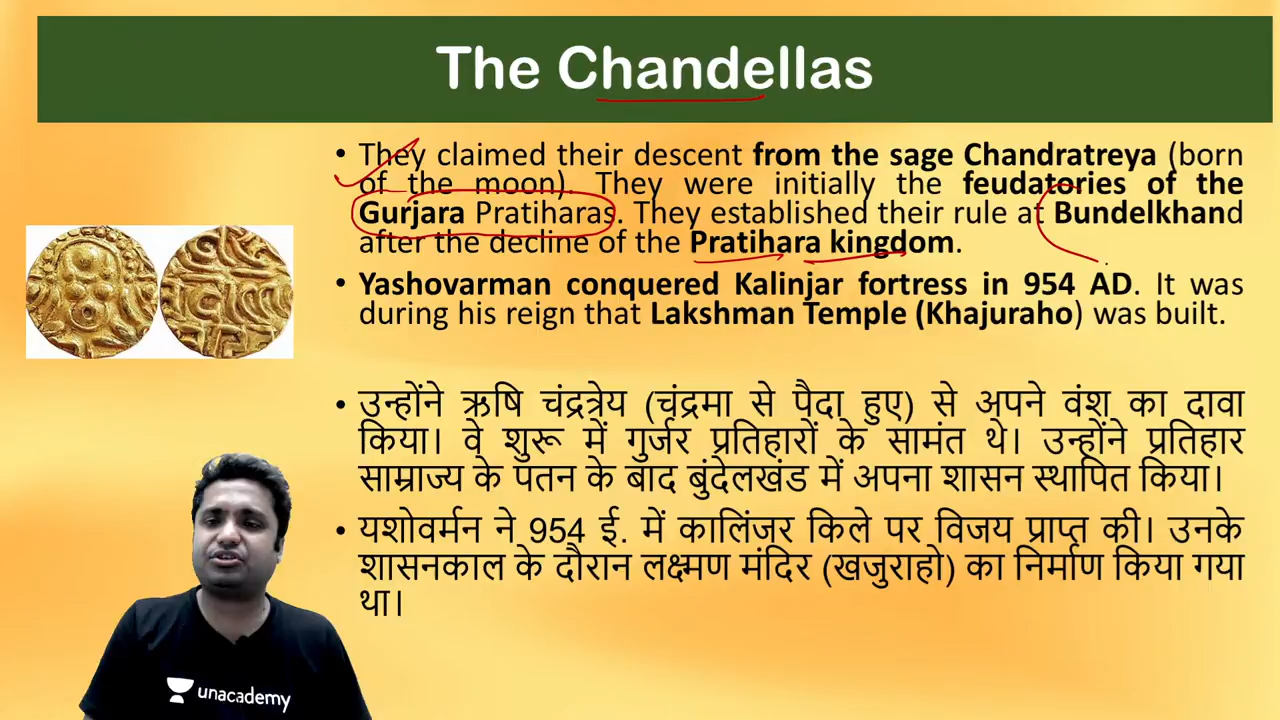 The Chandellas
• They claimed their descent from the sage Chandratreya (born
of the moon). They were initially the feudatories of the
Gurjara Pratiharas. They established their rule at Bundelkhand
after the decline of the Pratihara kingdom.
• Yashovarman conquered Kalinjar fortress in 954 AD. It was
during his reign that Lakshman Temple (Khajuraho) was built.
• उन्होंने ऋषि चंद्रत्रेय (चंद्रमा से पैदा हुए) से अपने वंश का दावा
किया। वे शुरू में गुर्जर प्रतिहारों के सामंत थे। उन्होंने प्रतिहार
साम्राज्य के पतन के बाद बुंदेलखंड में अपना शासन स्थापित किया।
• यशोवर्मन ने 954 ई. में कालिंजर किले पर विजय प्राप्त की। उनके
शासनकाल के दौरान लक्ष्मण मंदिर (खजुराहो) का निर्माण किया गया
था।
unacademy